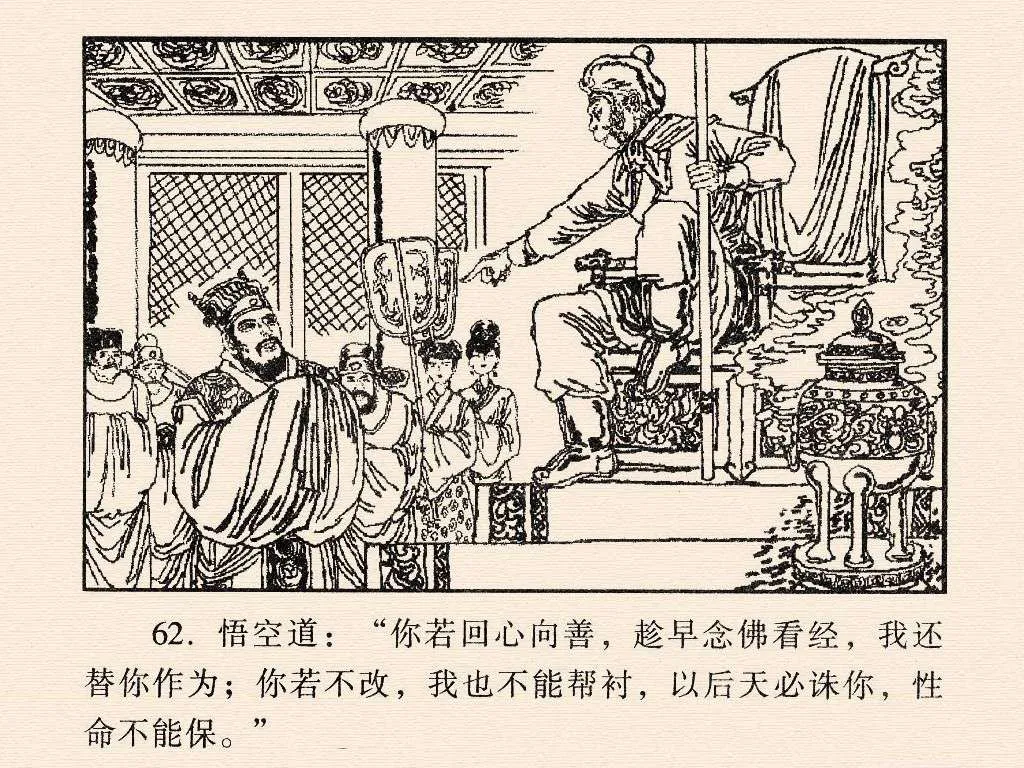 62. 悟空道：“你若回心向善，趁早念佛看经，我还
替你作为；你若不改，我也不能帮衬，以后天必诛你，性
命不能保。”